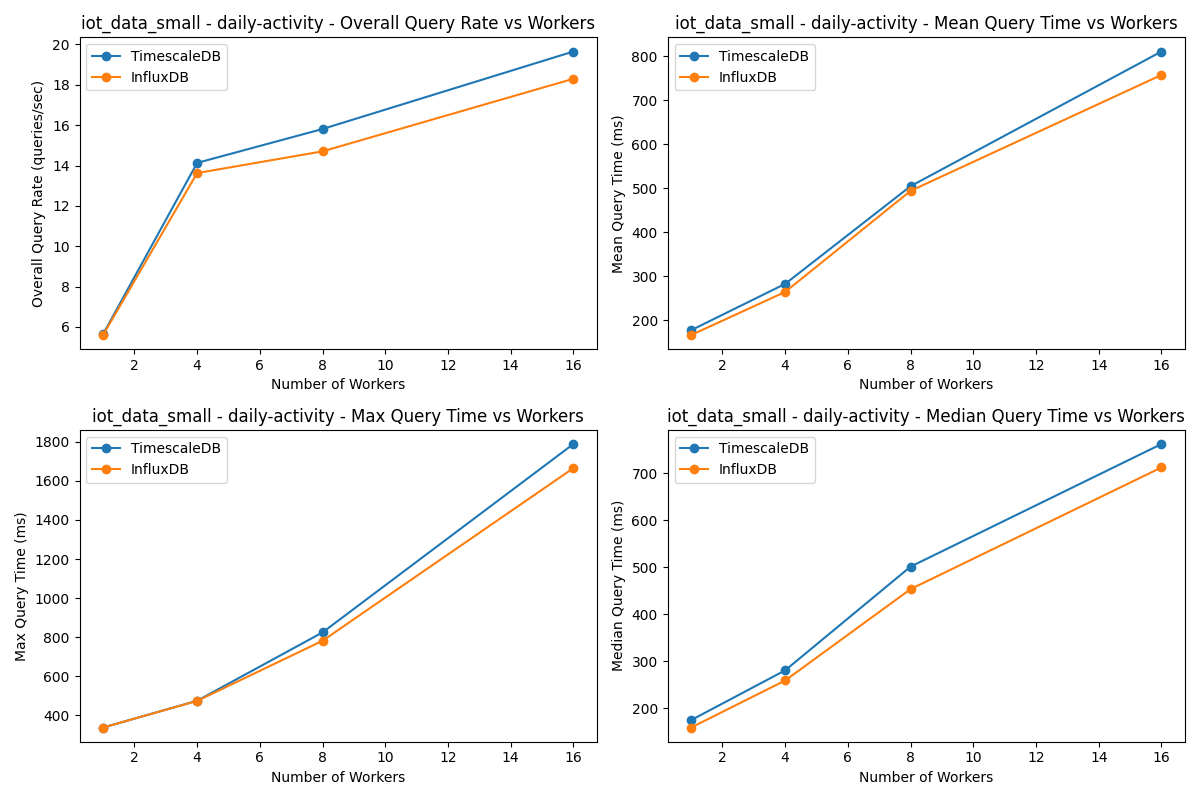 iot_data_small - daily-activity - Overall Query Rate vs Workers
TimescaleDB
InfluxDB
Overall Query Rate (queries/sec)
20
18
16
14
12
10
8
6
2 4 6 8 10 12 14 16
Number of Workers
iot_data_small - daily-activity - Mean Query Time vs Workers
TimescaleDB
InfluxDB
Mean Query Time (ms)
800
700
600
500
400
300
200
2 4 6 8 10 12 14 16
Number of Workers
iot_data_small - daily-activity - Max Query Time vs Workers
TimescaleDB
InfluxDB
Max Query Time (ms)
1800
1600
1400
1200
1000
800
600
400
2 4 6 8 10 12 14 16
Number of Workers
iot_data_small - daily-activity - Median Query Time vs Workers
TimescaleDB
InfluxDB
Median Query Time (ms)
700
600
500
400
300
200
2 4 6 8 10 12 14 16
Number of Workers